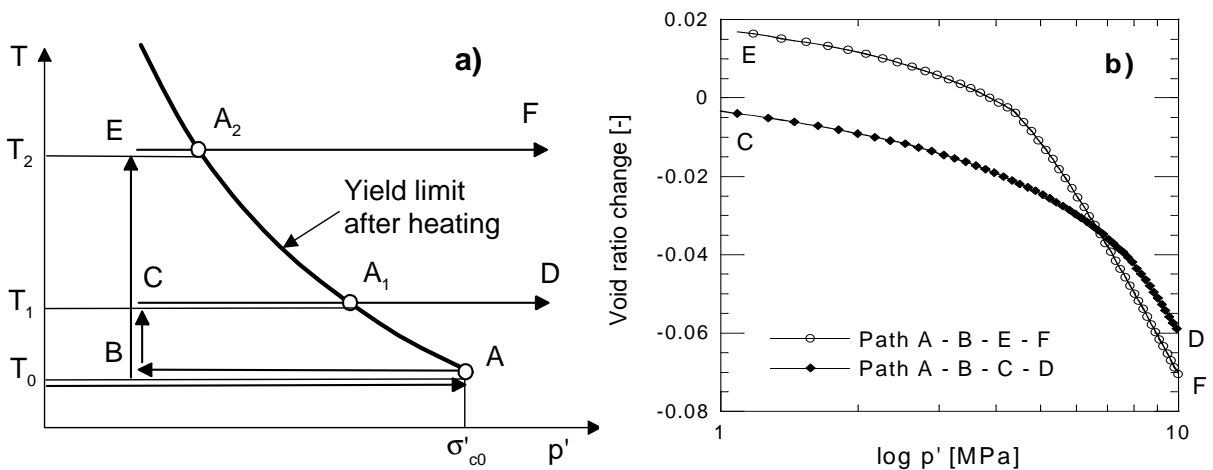 a)
T
E
A2
F
T2
Yield limit
after heating
C
A1
D
T1
B
A
T0
σ'c0
p'
b)
0.02
0
-0.02
-0.04
-0.06
-0.08
Void ratio change [-]
E
C
Path A - B - E - F
Path A - B - C - D
D
F
1
10
log p' [MPa]